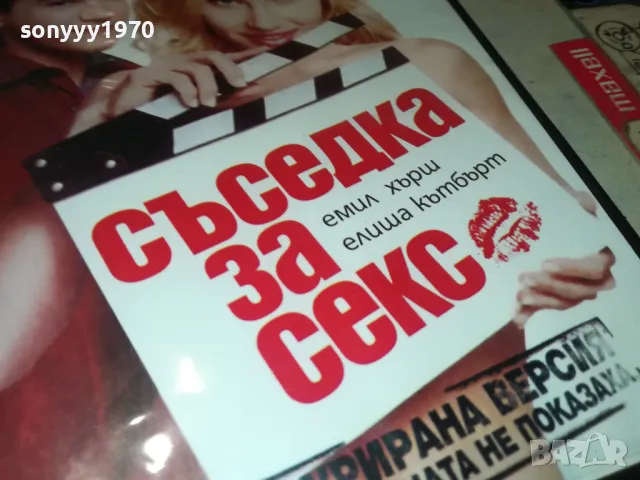 sonyyy1970
СЪСЕДКА
ЗА
СЕКС
емил хърш
елиша кътбърт
ВЕРСИЯ
НЕ ПОКАЗАХА
maxell
BAZAR